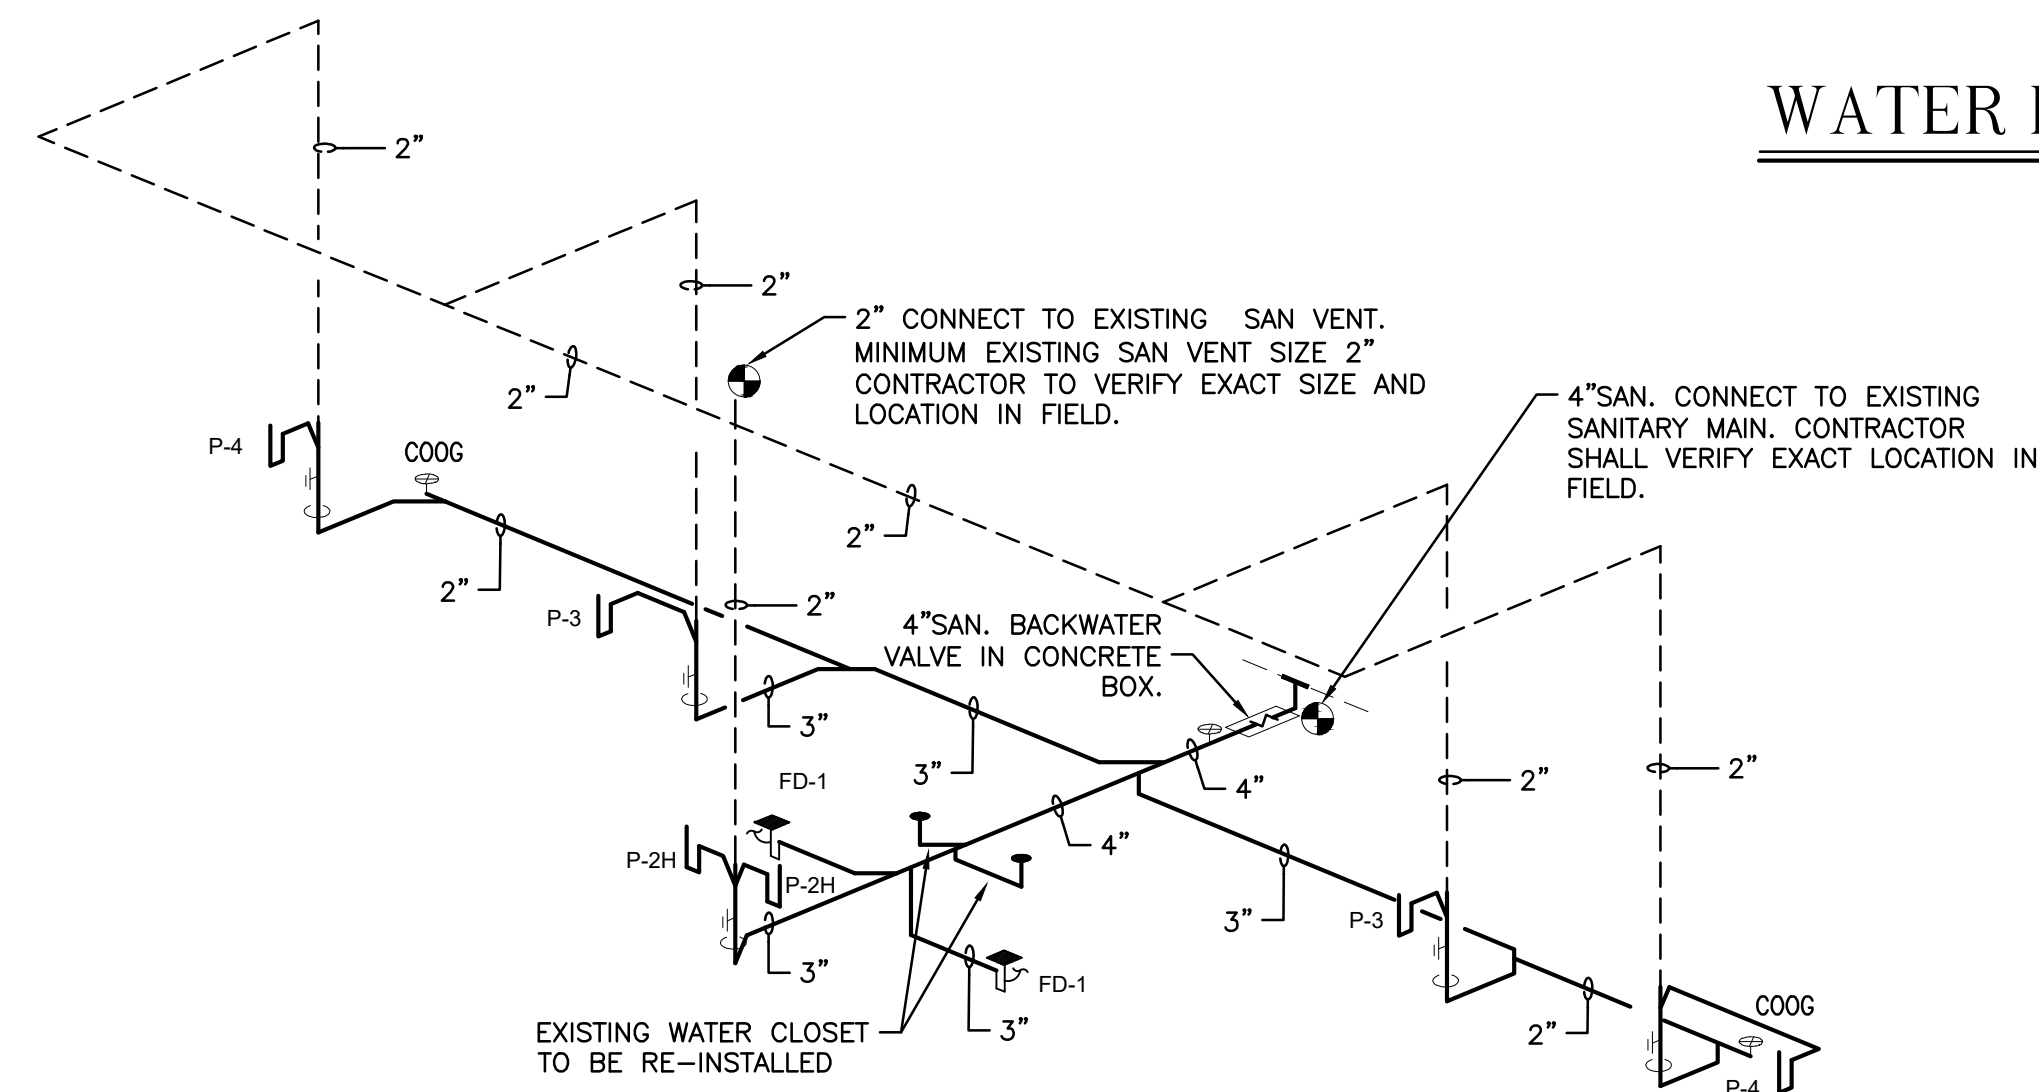 WATER
2"
2"
2" CONNECT TO EXISTING SAN VENT.
MINIMUM EXISTING SAN VENT SIZE 2"
CONTRACTOR TO VERIFY EXACT SIZE AND
LOCATION IN FIELD.
2"
4"SAN. CONNECT TO EXISTING
SANITARY MAIN. CONTRACTOR
SHALL VERIFY EXACT LOCATION IN
FIELD.
P-4
COOG
2"
2"
P-3
2"
4"SAN. BACKWATER
VALVE IN CONCRETE
BOX.
3"
3"
FD-1
4"
2"
2"
4"
P-2H
P-2H
3"
P-3
3"
FD-1
3"
2"
COOG
EXISTING WATER CLOSET
TO BE RE-INSTALLED
P-4